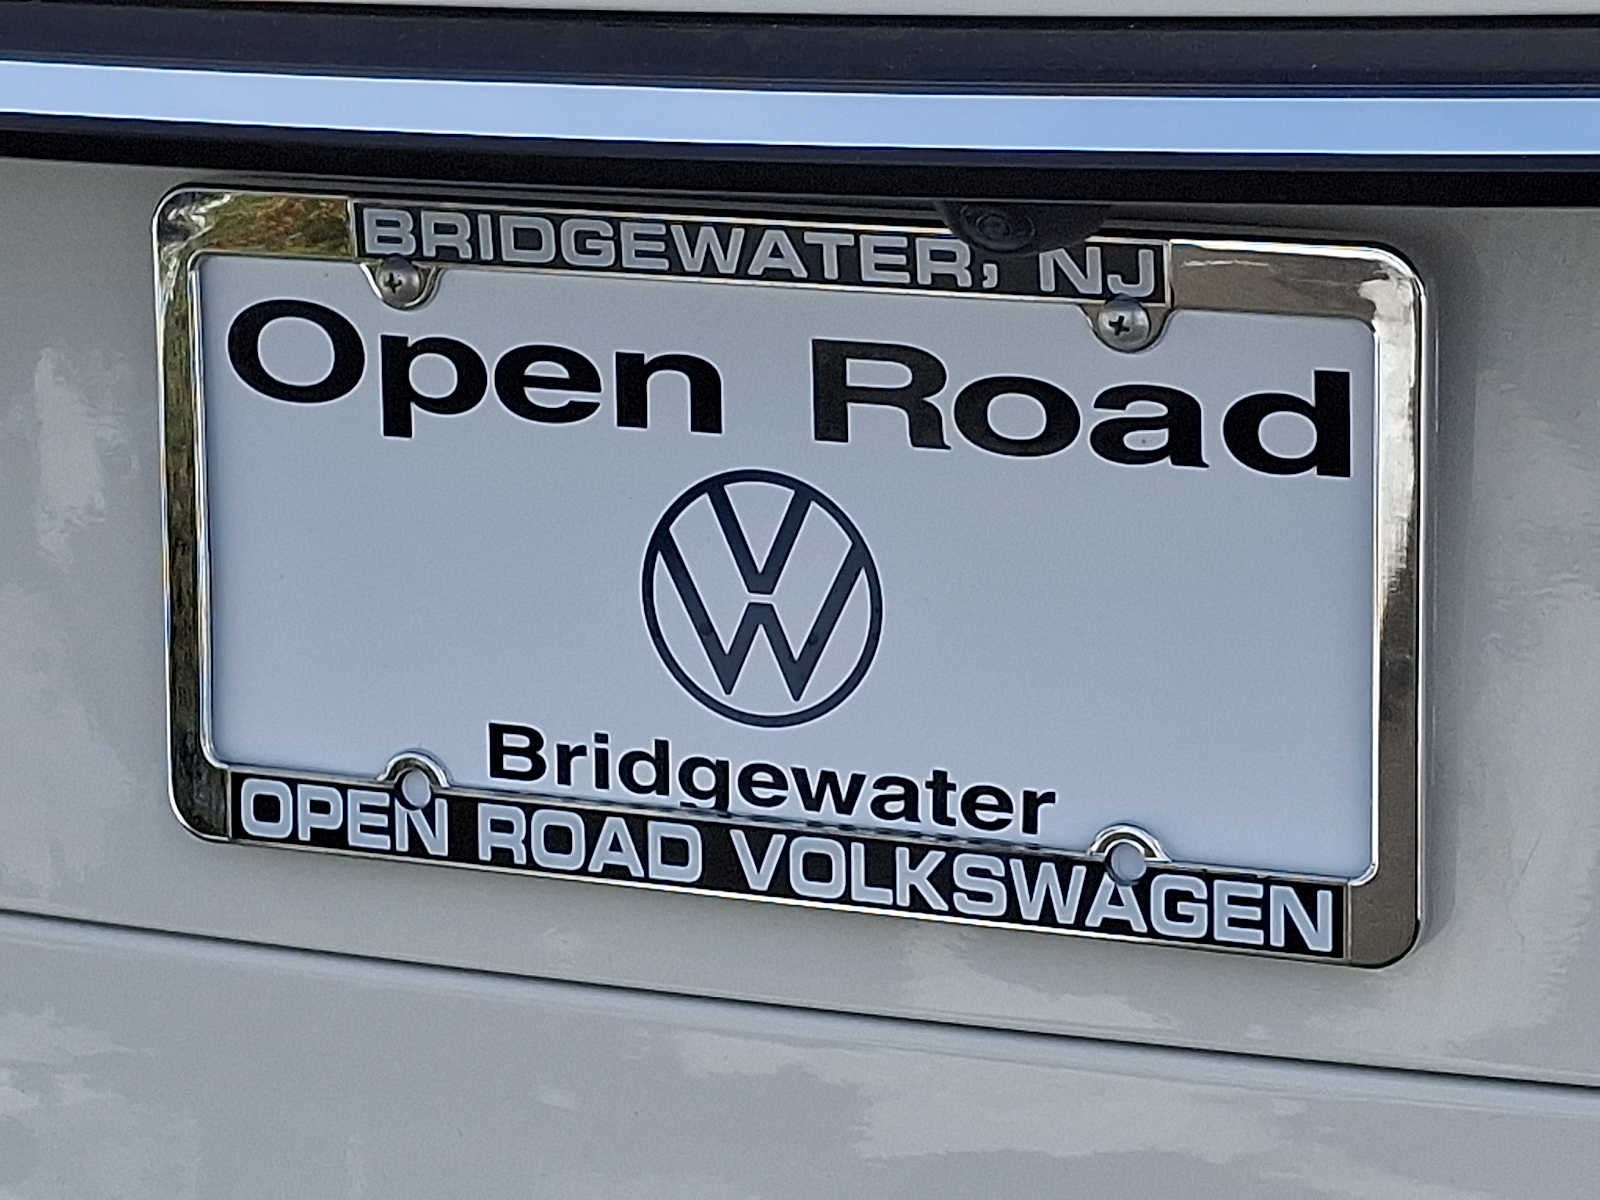 BRIDGEWATER, NJ
Open Road
Bridgewater
OPEN ROAD VOLKSWAGEN